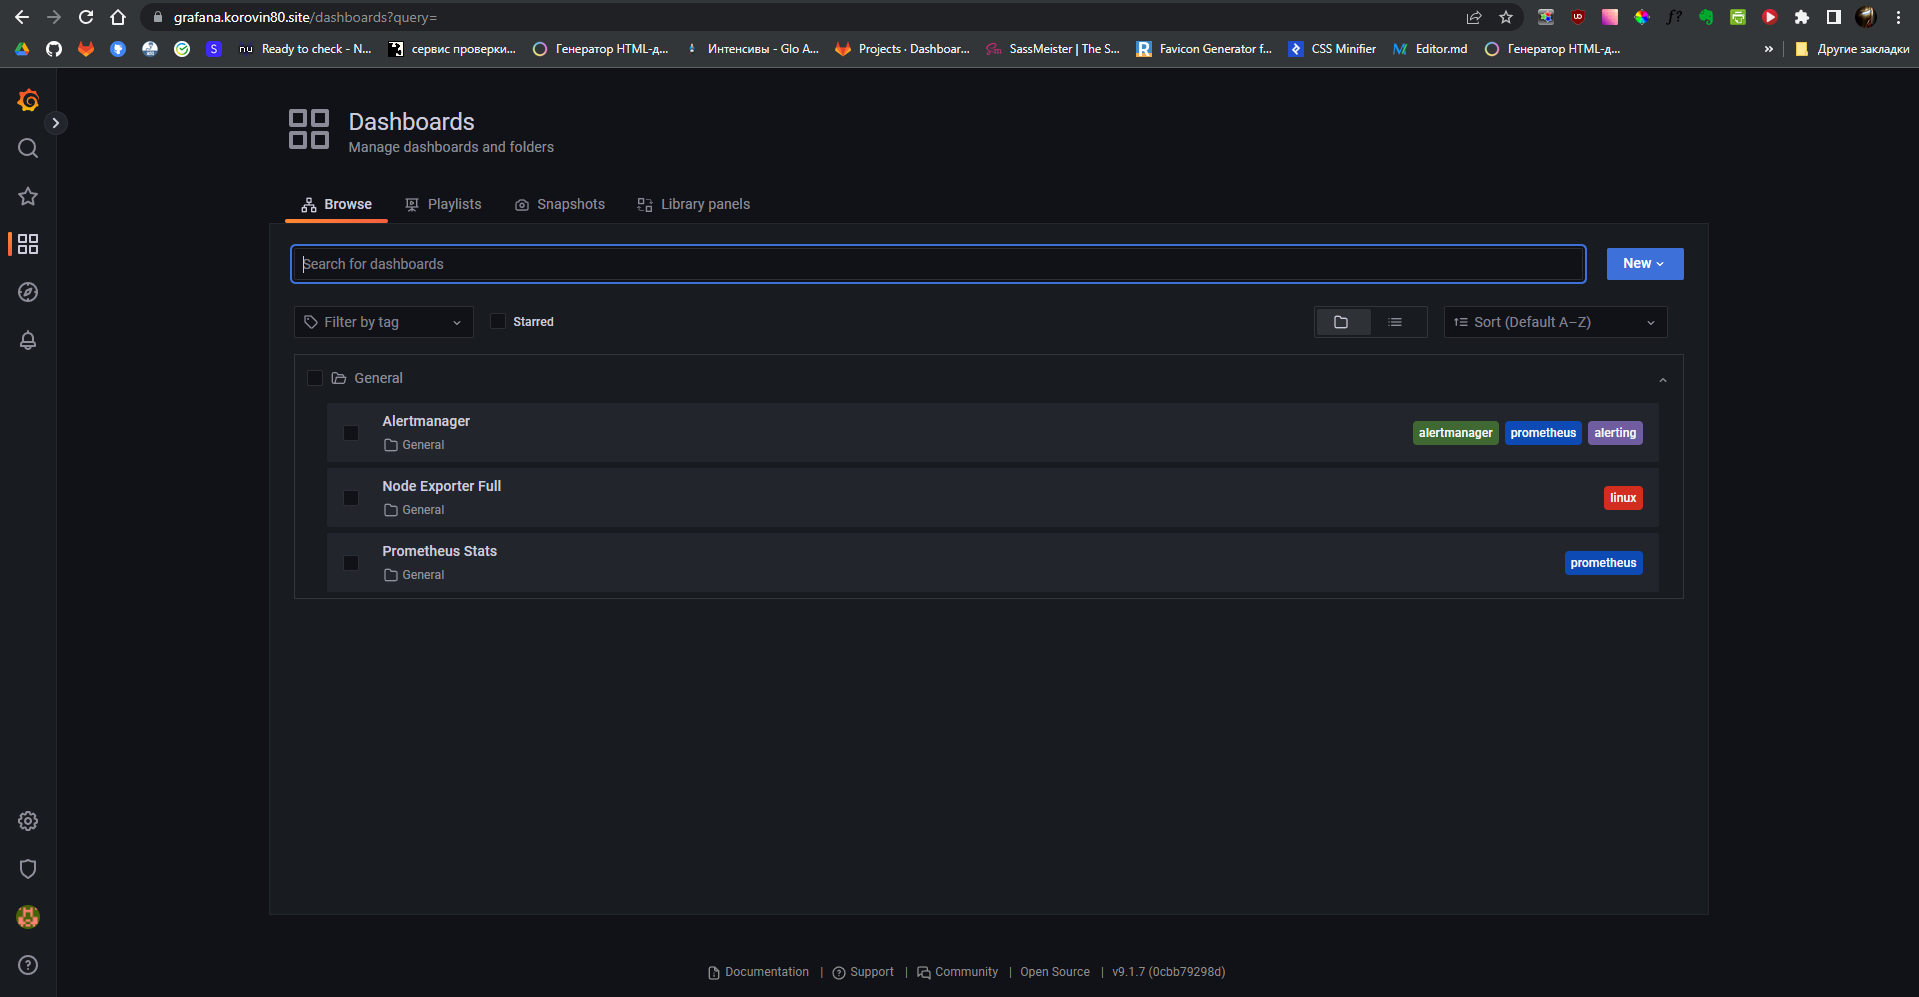 grafana.korovin80.site/dashboards?query=
Ready to check - N...
сервис проверки...
Генератор HTML-д...
Интенсивы - Glo A...
Projects · Dashboar...
SassMeister | The S...
Favicon Generator f...
CSS Minifier
Editor.md
Генератор HTML-д...
»
Другие закладки
Dashboards
Manage dashboards and folders
Browse
Playlists
Snapshots
Library panels
Search for dashboards
New
Filter by tag
Starred
Sort (Default A–Z)
General
Alertmanager
General
alertmanager prometheus alerting
Node Exporter Full
General
linux
Prometheus Stats
General
prometheus
Documentation | Support | Community | Open Source | v9.1.7 (0cbb79298d)